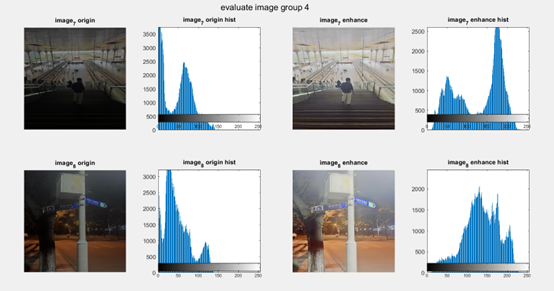 evaluate image group 4
image7 origin
image7 origin hist
image7 enhance
image7 enhance hist
3500
3000
2500
2000
1500
1000
500
0
0 50 100 150 200 250
2500
2000
1500
1000
500
0
0 50 100 150 200 250
image8 origin
image8 origin hist
image8 enhance
image8 enhance hist
3000
2500
2000
1500
1000
500
0
0 50 100 150 200 250
2000
1500
1000
500
0
0 50 100 150 200 250